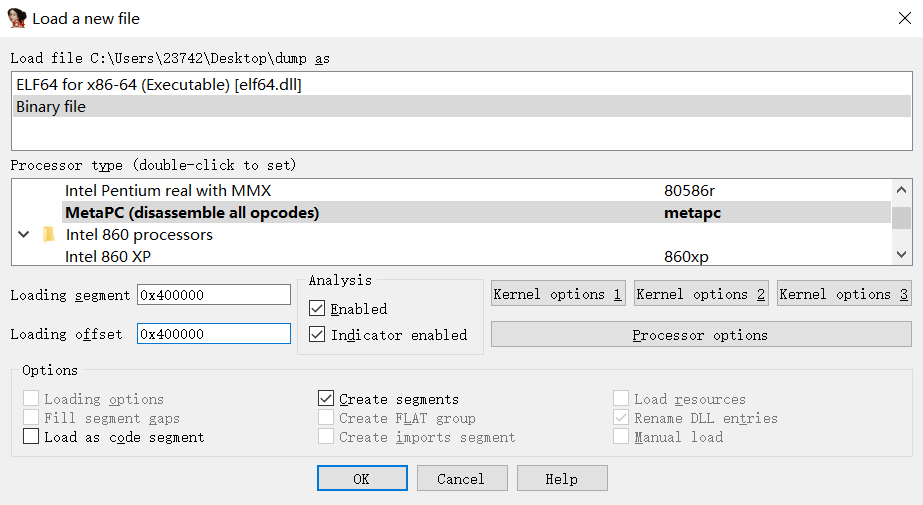 Load a new file
Load file C:\Users\23742\Desktop\dump as
ELF64 for x86-64 (Executable) [elf64.dll]
Binary file
Processor type (double-click to set)
Intel Pentium real with MMX 80586r
MetaPC (disassemble all opcodes) metapc
Intel 860 processors
Intel 860 XP 860xp
Loading segment 0x400000
Loading offset 0x400000
Analysis
Enabled
Indicator enabled
Kernel options 1 Kernel options 2 Kernel options 3
Processor options
Options
Loading options Create segments Load resources
Fill segment gaps Create FLAT group Rename DLL entries
Load as code segment Create imports segment Manual load
OK Cancel Help